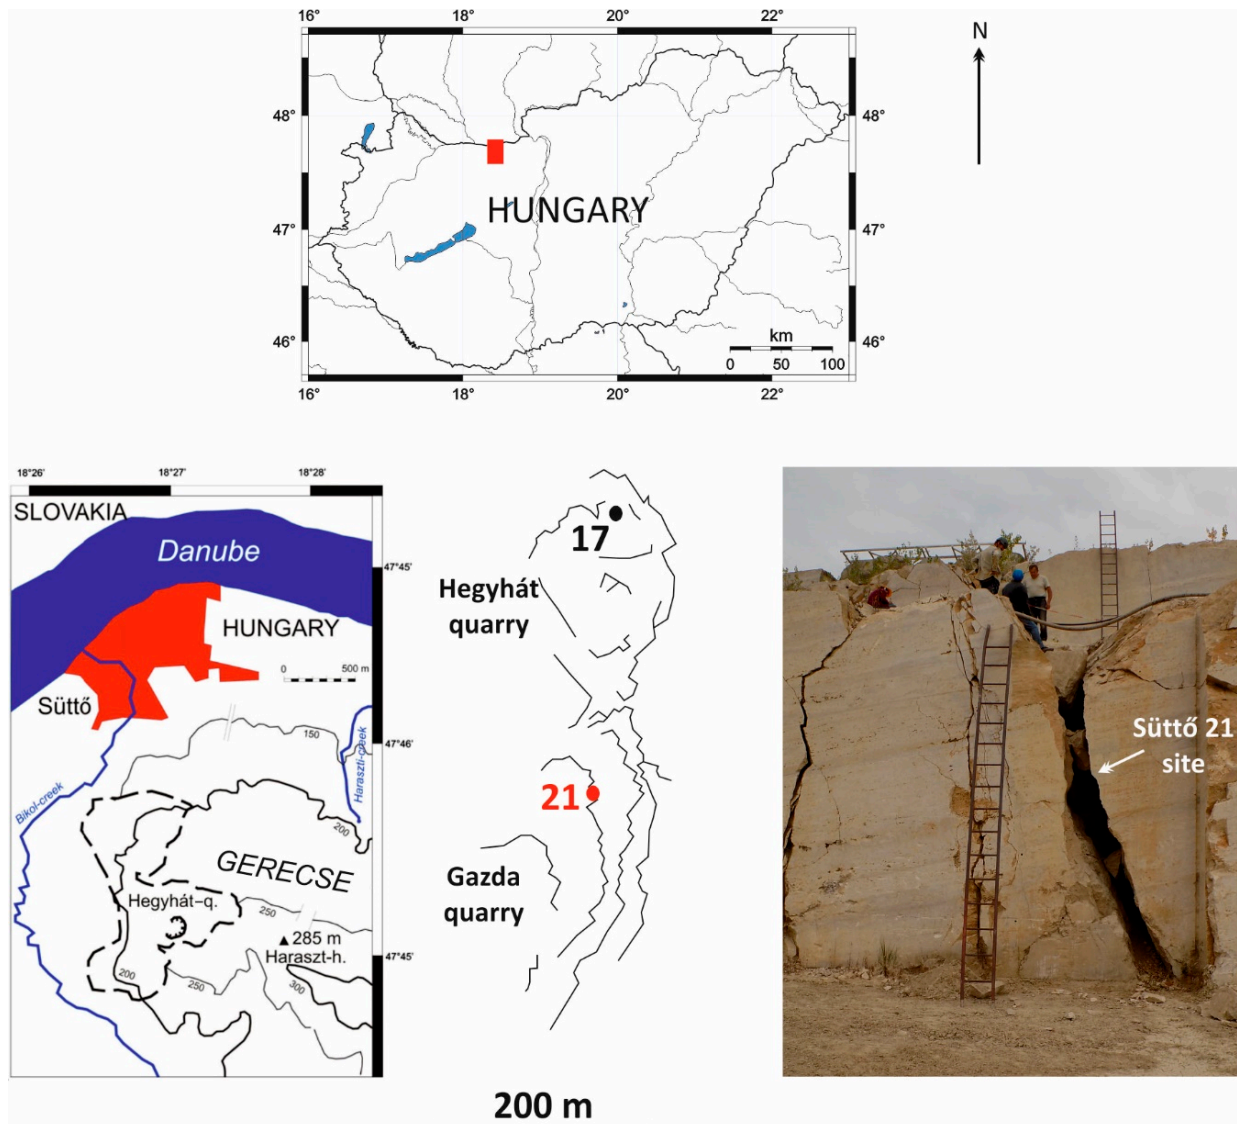 16°
18°
20°
22°
N
48°
48°
HUNGARY
47°
47°
46°
46°
km
0
50
100
16°
18°
20°
22°
18°26'
18°27'
18°28'
SLOVAKIA
Danube
47°45'
HUNGARY
0
500 m
Süttő
150
47°46'
Haraszti-creek
Bikol-creek
200
GERECSE
Hegyhát-q.
250
▲ 285 m
Haraszt-h.
47°45'
200
250
300
17
Hegyhát
quarry
21
Gazda
quarry
Süttő 21
site
200 m